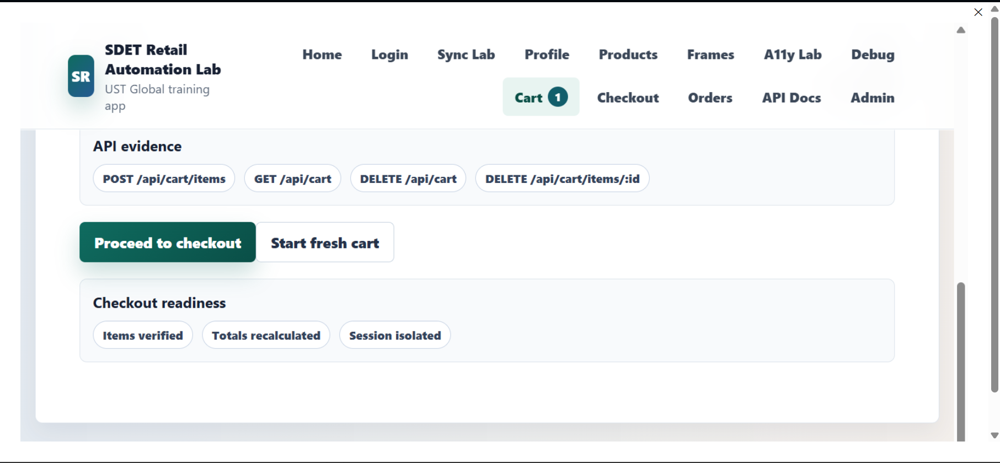 SR
SDET Retail
Automation Lab
UST Global training
app
Home Login Sync Lab Profile Products Frames A11y Lab Debug
Cart 1 Checkout Orders API Docs Admin
API evidence
POST /api/cart/items GET /api/cart DELETE /api/cart DELETE /api/cart/items/:id
Proceed to checkout Start fresh cart
Checkout readiness
Items verified Totals recalculated Session isolated